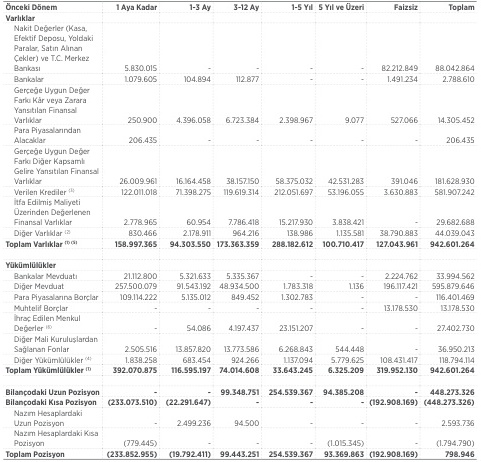 Önceki Dönem 1 Aya Kadar 1-3 Ay 3-12 Ay 1-5 Yıl 5 Yıl ve Üzeri Faizsiz Toplam
Varlıklar
Nakit Değerler (Kasa,
Efektif Deposu, Yoldaki
Paralar, Satın Alınan
Çekler) ve T.C. Merkez
Bankası 5.830.015 - - - - 82.212.849 88.042.864
Bankalar 1.079.605 104.894 112.877 - - 1.491.234 2.788.610
Gerçeğe Uygun Değer
Farkı Kâr veya Zarara
Yansıtılan Finansal
Varlıklar 250.900 4.396.058 6.723.384 2.398.967 9.077 527.066 14.305.452
Para Piyasalarından
Alacaklar 206.435 - - - - - 206.435
Gerçeğe Uygun Değer
Farkı Diğer Kapsamlı
Gelire Yansıtılan Finansal
Varlıklar 26.009.961 16.164.458 38.157.150 58.375.032 42.531.283 391.046 181.628.930
Verilen Krediler (3) 122.011.018 71.398.275 119.619.314 212.051.697 53.196.055 3.630.883 581.907.242
İtfa Edilmiş Maliyeti
Üzerinden Değerlenen
Finansal Varlıklar 2.778.965 60.954 7.786.418 15.217.930 3.838.421 - 29.682.688
Diğer Varlıklar (2) 830.466 2.178.911 964.216 138.986 1.135.581 38.790.883 44.039.043
Toplam Varlıklar (1) (5) 158.997.365 94.303.550 173.363.359 288.182.612 100.710.417 127.043.961 942.601.264
Yükümlülükler
Bankalar Mevduatı 21.112.800 5.321.633 5.335.367 - - 2.224.762 33.994.562
Diğer Mevduat 257.500.079 91.543.192 48.934.500 1.783.318 1.136 196.117.421 595.879.646
Para Piyasalarına Borçlar 109.114.222 5.135.012 849.452 1.302.783 - - 116.401.469
Muhtelif Borçlar - - - - - 13.178.530 13.178.530
İhraç Edilen Menkul
Değerler (6) - 54.086 4.197.437 23.151.207 - - 27.402.730
Diğer Mali Kuruluşlardan
Sağlanan Fonlar 2.505.516 13.857.820 13.773.586 6.268.843 544.448 - 36.950.213
Diğer Yükümlülükler (4) 1.838.258 683.454 924.266 1.137.094 5.779.625 108.431.417 118.794.114
Toplam Yükümlülükler (1) 392.070.875 116.595.197 74.014.608 33.643.245 6.325.209 319.952.130 942.601.264
Bilançodaki Uzun Pozisyon - - 99.348.751 254.539.367 94.385.208 - 448.273.326
Bilançodaki Kısa Pozisyon (233.073.510) (22.291.647) - - - (192.908.169) (448.273.326)
Nazım Hesaplardaki
Uzun Pozisyon - 2.499.236 94.500 - - - 2.593.736
Nazım Hesaplardaki Kısa
Pozisyon (779.445) - - - (1.015.345) - (1.794.790)
Toplam Pozisyon (233.852.955) (19.792.411) 99.443.251 254.539.367 93.369.863 (192.908.169) 798.946